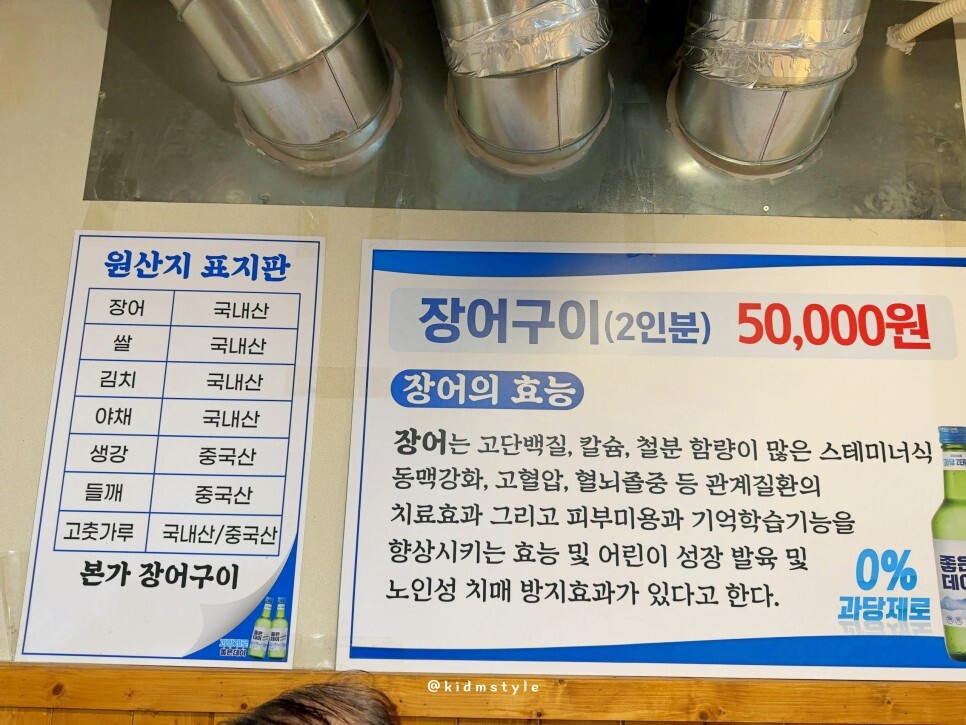 원산지 표지판
장어 국내산
쌀 국내산
김치 국내산
야채 국내산
생강 중국산
들깨 중국산
고춧가루 국내산/중국산
본가 장어구이
좋은데이
장어구이(2인분) 50,000원
장어의 효능
장어는 고단백질, 칼슘, 철분 함량이 많은 스테미너식
동맥강화, 고혈압, 혈뇌졸중 등 관계질환의
치료효과 그리고 피부미용과 기억학습기능을
향상시키는 효능 및 어린이 성장 발육 및
노인성 치매 방지효과가 있다고 한다.
0%
과당제로
좋은
데이
@kidmstyle